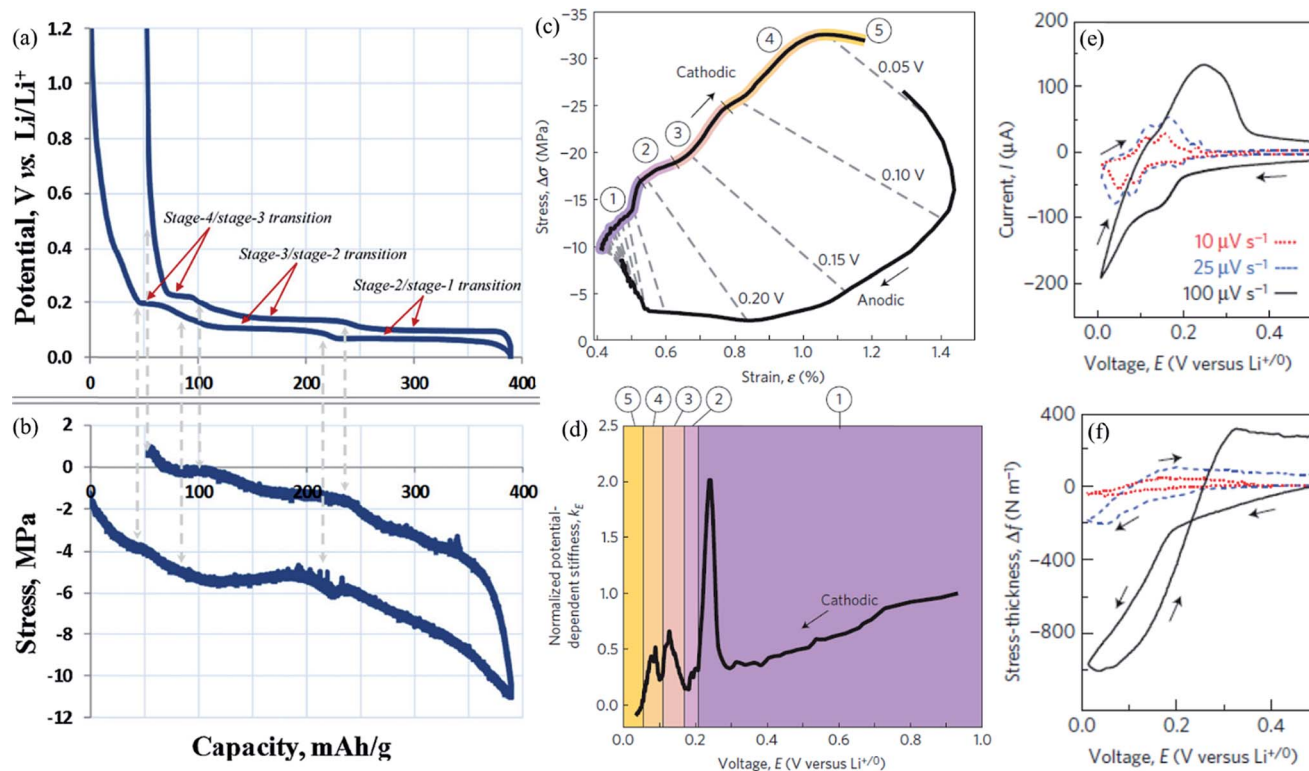 (a)
Potential, V vs. Li/Li+
1.2
1.0
0.8
0.6
0.4
0.2
0.0
Stage-4/stage-3 transition
Stage-3/stage-2 transition
Stage-2/stage-1 transition
0 100 200 300 400
(b)
Stress, MPa
2
0
-2
-4
-6
-8
-10
-12
0 100 200 300 400
Capacity, mAh/g
(c)
Stress, Δσ (MPa)
−35
−30
−25
−20
−15
−10
−5
0
1
2
3
4
5
Cathodic
0.05 V
0.10 V
0.15 V
0.20 V
Anodic
0.4 0.6 0.8 1.0 1.2 1.4
Strain, ε (%)
(d)
5 4 3 2 1
Normalized potential-
dependent stiffness, kE
2.5
2.0
1.5
1.0
0.5
0.0
Cathodic
0.0 0.2 0.4 0.6 0.8 1.0
Voltage, E (V versus Li+/0)
(e)
Current, I (μA)
200
100
0
−100
−200
10 μV s−1
25 μV s−1
100 μV s−1
0.0 0.2 0.4
Voltage, E (V versus Li+/0)
(f)
Stress-thickness, Δf (N m−1)
400
0
−400
−800
0.0 0.2 0.4
Voltage, E (V versus Li+/0)